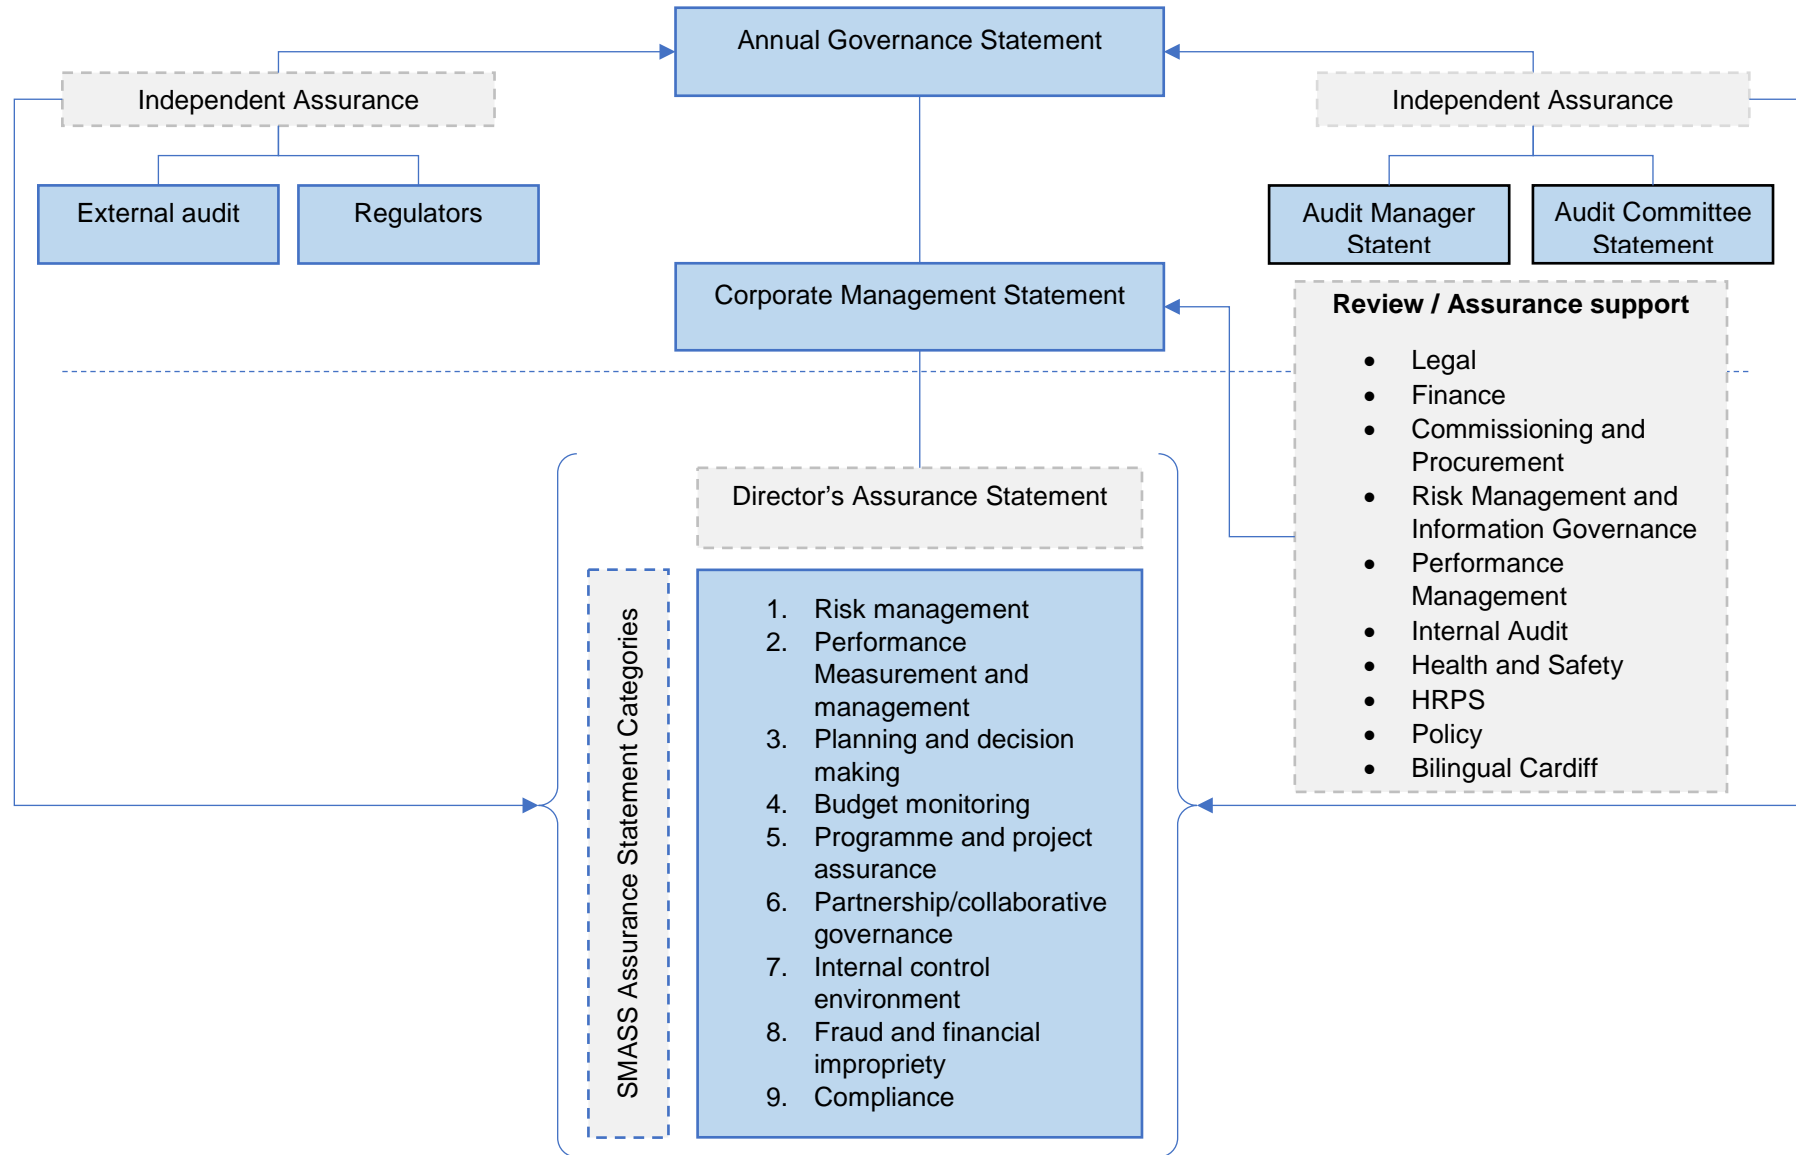 Annual Governance Statement
Independent Assurance
Independent Assurance
External audit
Regulators
Audit Manager
Statent
Audit Committee
Statement
Corporate Management Statement
Review / Assurance support
• Legal
• Finance
• Commissioning and
Procurement
• Risk Management and
Information Governance
• Performance
Management
• Internal Audit
• Health and Safety
• HRPS
• Policy
• Bilingual Cardiff
Director’s Assurance Statement
SMASS Assurance Statement Categories
1. Risk management
2. Performance
Measurement and
management
3. Planning and decision
making
4. Budget monitoring
5. Programme and project
assurance
6. Partnership/collaborative
governance
7. Internal control
environment
8. Fraud and financial
impropriety
9. Compliance